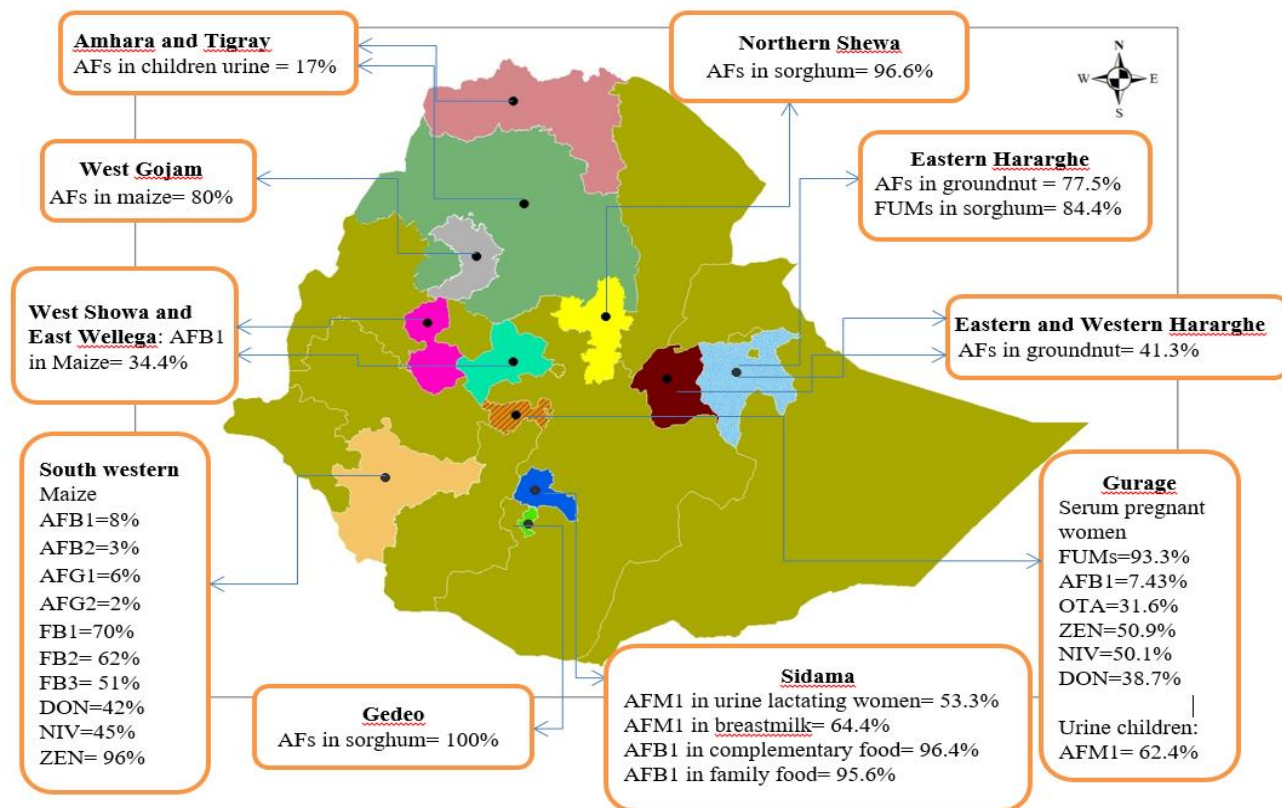 Amhara and Tigray
AFs in children urine = 17%
Northern Shewa
AFs in sorghum= 96.6%
N
W
E
S
West Gojam
AFs in maize= 80%
Eastern Hararghe
AFs in groundnut = 77.5%
FUMs in sorghum= 84.4%
West Showa and
East Wellega: AFB1
in Maize= 34.4%
Eastern and Western Hararghe
AFs in groundnut= 41.3%
South western
Maize
AFB1=8%
AFB2=3%
AFG1=6%
AFG2=2%
FB1=70%
FB2= 62%
FB3= 51%
DON=42%
NIV=45%
ZEN= 96%
Gedeo
AFs in sorghum= 100%
Sidama
AFM1 in urine lactating women= 53.3%
AFM1 in breastmilk= 64.4%
AFB1 in complementary food= 96.4%
AFB1 in family food= 95.6%
Gurage
Serum pregnant
women
FUMs=93.3%
AFB1=7.43%
OTA=31.6%
ZEN=50.9%
NIV=50.1%
DON=38.7%
Urine children:
AFM1= 62.4%